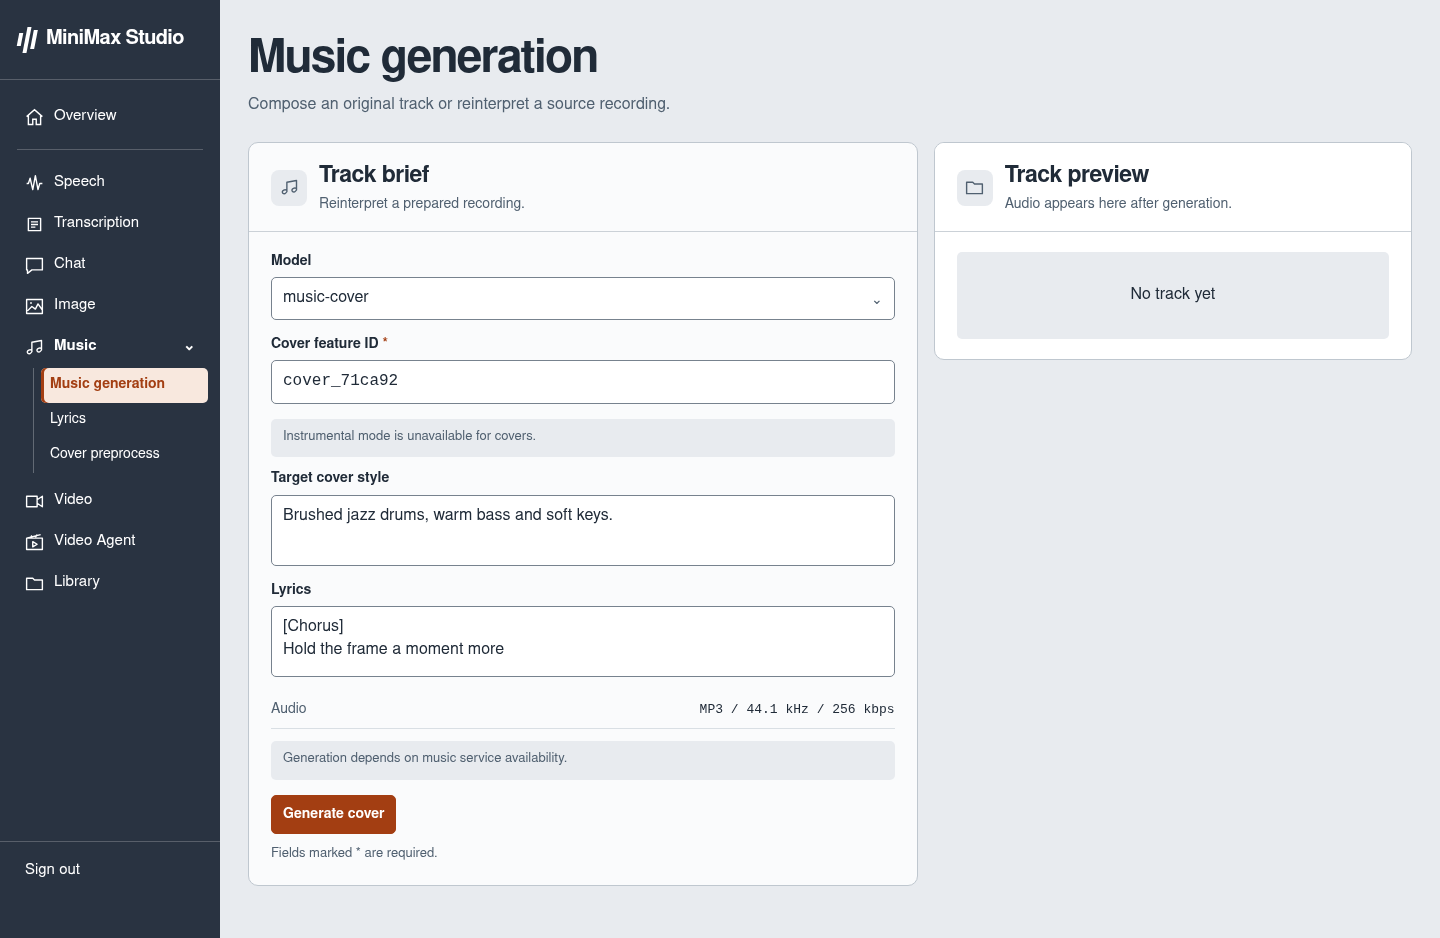 MiniMax Studio
Overview
Speech
Transcription
Chat
Image
Music
Music generation
Lyrics
Cover preprocess
Video
Video Agent
Library
Sign out
Music generation
Compose an original track or reinterpret a source recording.
Track brief
Reinterpret a prepared recording.
Model
music-cover
Cover feature ID *
cover_71ca92
Instrumental mode is unavailable for covers.
Target cover style
Brushed jazz drums, warm bass and soft keys.
Lyrics
[Chorus]
Hold the frame a moment more
Audio MP3 / 44.1 kHz / 256 kbps
Generation depends on music service availability.
Generate cover
Fields marked * are required.
Track preview
Audio appears here after generation.
No track yet